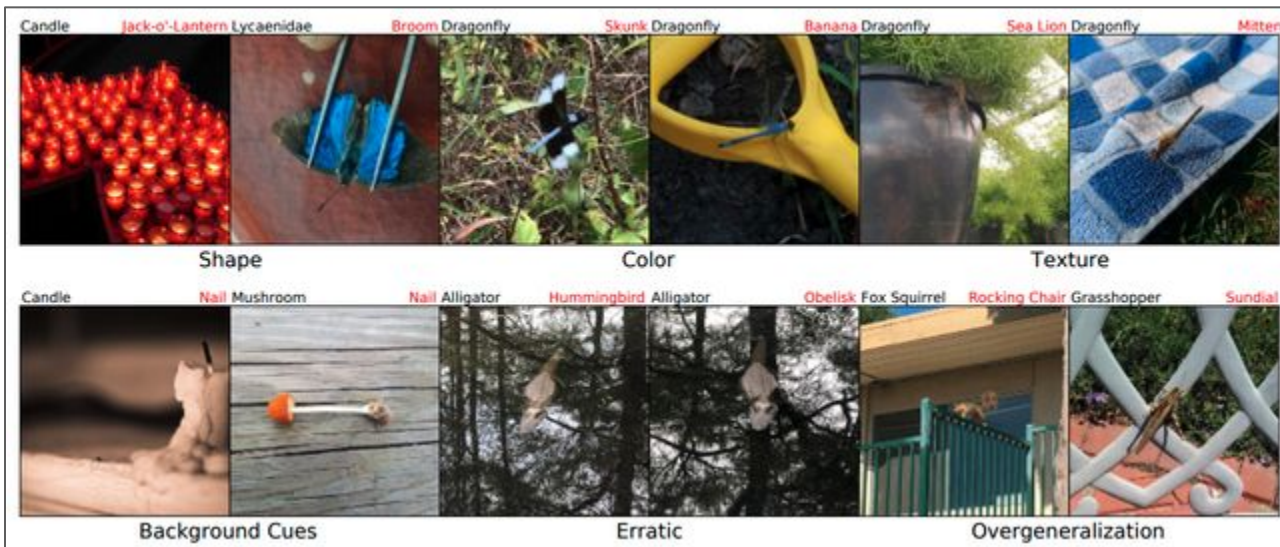 Candle Jack-o'-Lantern Lycaenidae Broom Dragonfly Skunk Dragonfly Banana Dragonfly Sea Lion Dragonfly Mitten
Shape Color Texture
Candle Nail Mushroom Nail Alligator Hummingbird Alligator Obelisk Fox Squirrel Rocking Chair Grasshopper Sundial
Background Cues Erratic Overgeneralization